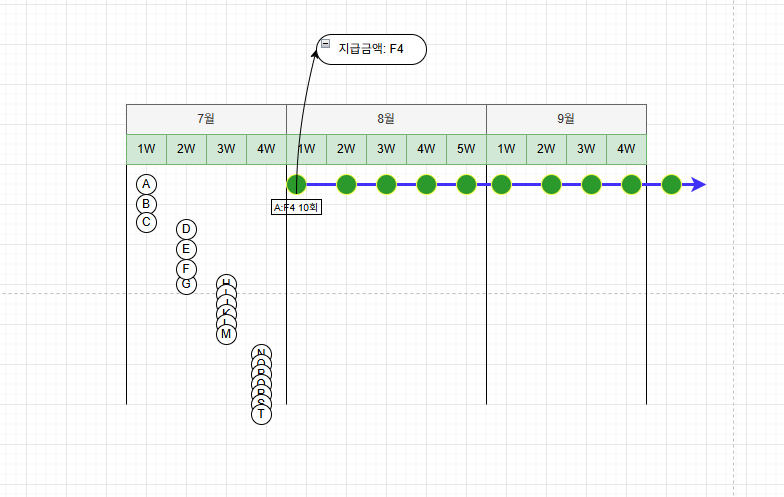 지급금액: F4
7월 8월 9월
1W 2W 3W 4W 1W 2W 3W 4W 5W 1W 2W 3W 4W
A
B
A:F4 10회
C
D
E
F
G
H
I
J
K
L
M
N
O
P
Q
R
S
T